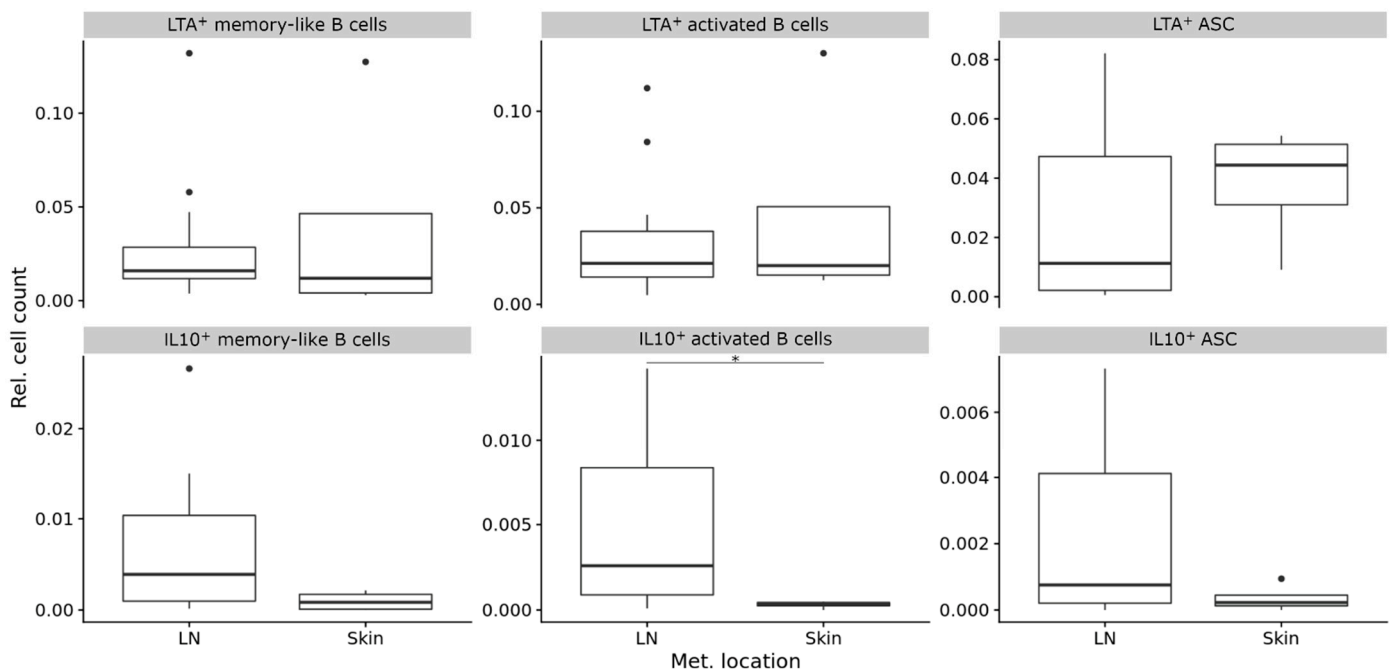 LTA+ memory-like B cells
LTA+ activated B cells
LTA+ ASC
0.10
0.05
0.00
0.10
0.05
0.00
0.08
0.06
0.04
0.02
0.00
Rel. cell count
IL10+ memory-like B cells
IL10+ activated B cells
IL10+ ASC
0.02
0.01
0.00
*
0.010
0.005
0.000
0.006
0.004
0.002
0.000
LN Skin
LN Skin
LN Skin
Met. location